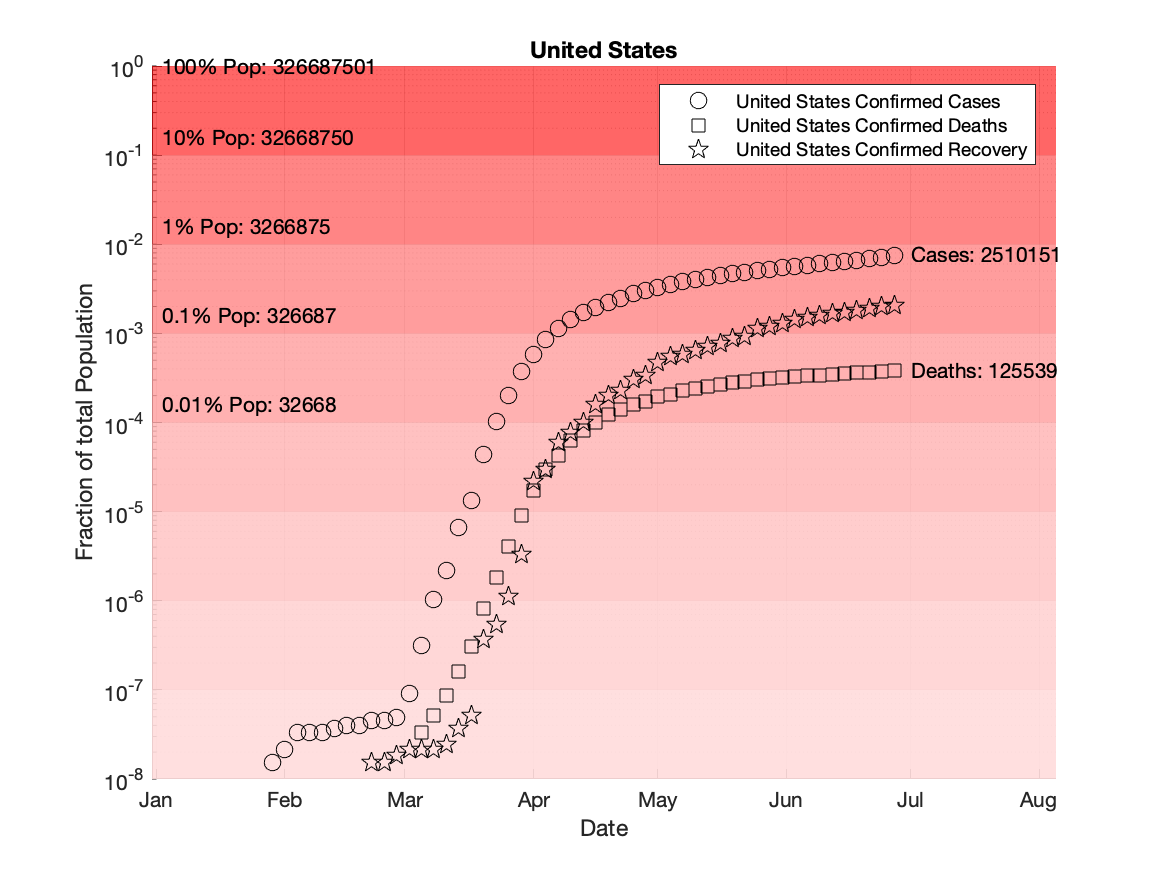 United States
10^0
100% Pop: 326687501
United States Confirmed Cases
United States Confirmed Deaths
United States Confirmed Recovery
10% Pop: 32668750
10^-1
1% Pop: 3266875
10^-2
Cases: 2510151
0.1% Pop: 326687
10^-3
Deaths: 125539
0.01% Pop: 32668
10^-4
Fraction of total Population
10^-5
10^-6
10^-7
10^-8
Jan Feb Mar Apr May Jun Jul Aug
Date